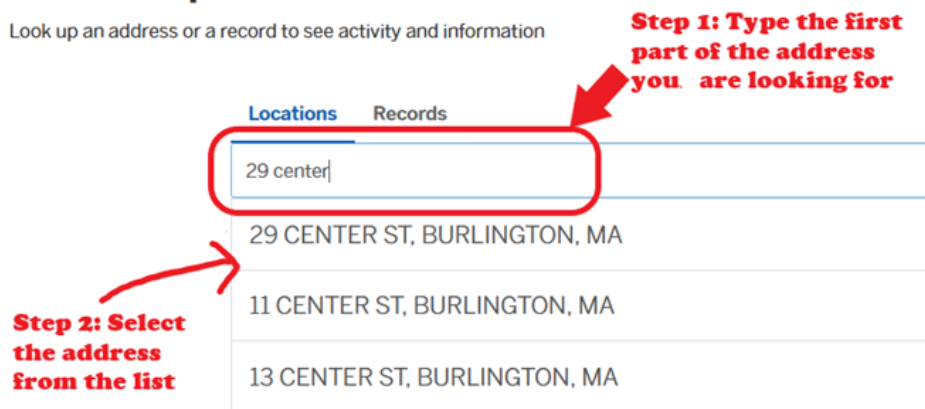 Look up an address or a record to see activity and information
Step 1: Type the first
part of the address
you. are looking for
Locations Records
29 center
29 CENTER ST, BURLINGTON, MA
11 CENTER ST, BURLINGTON, MA
Step 2: Select
the address
from the list
13 CENTER ST, BURLINGTON, MA